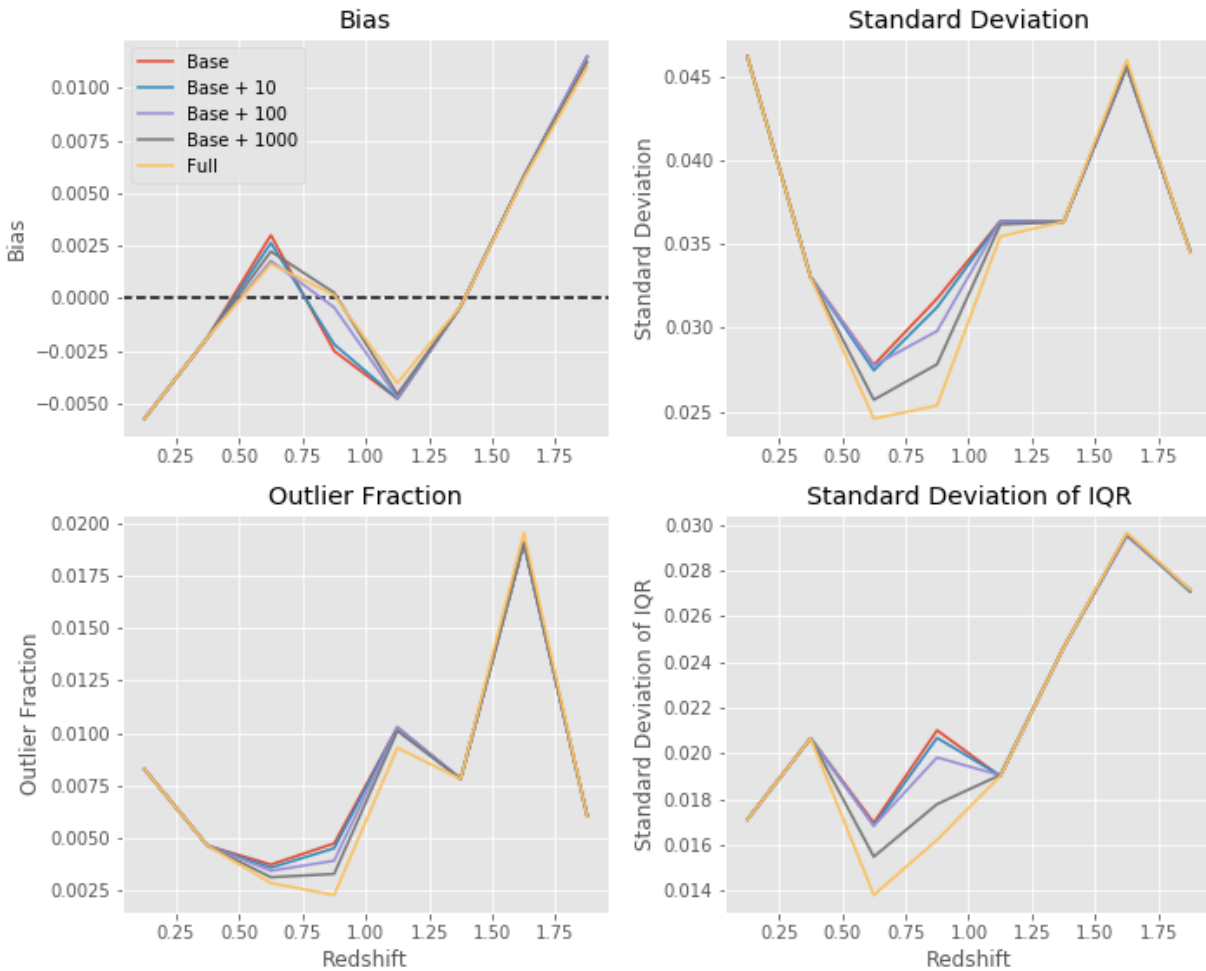 Bias
Bias
0.0100
0.0075
0.0050
0.0025
0.0000
−0.0025
−0.0050
Base
Base + 10
Base + 100
Base + 1000
Full
0.25 0.50 0.75 1.00 1.25 1.50 1.75
Standard Deviation
Standard Deviation
0.045
0.040
0.035
0.030
0.025
0.25 0.50 0.75 1.00 1.25 1.50 1.75
Outlier Fraction
Outlier Fraction
0.0200
0.0175
0.0150
0.0125
0.0100
0.0075
0.0050
0.0025
0.25 0.50 0.75 1.00 1.25 1.50 1.75
Redshift
Standard Deviation of IQR
Standard Deviation of IQR
0.030
0.028
0.026
0.024
0.022
0.020
0.018
0.016
0.014
0.25 0.50 0.75 1.00 1.25 1.50 1.75
Redshift